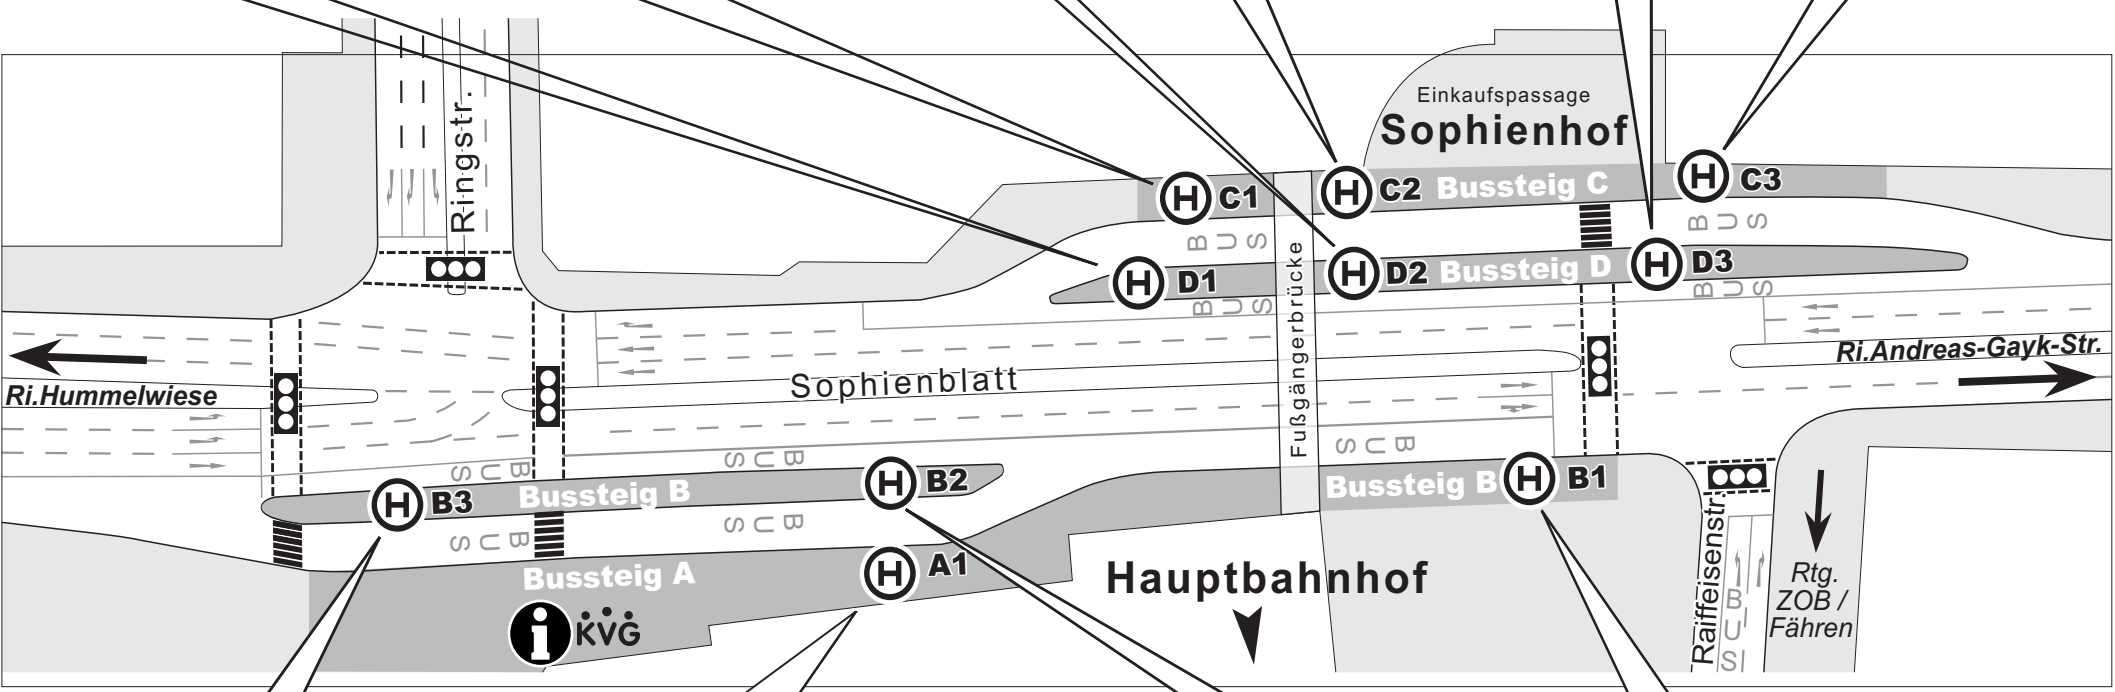 Ringstr.
Einkaufspassage
Sophienhof
H C1
H C2
Bussteig C
H C3
BUS
BUS
H D1
H D2
Bussteig D
H D3
BUS
BUS
Fußgängerbrücke
Ri.Andreas-Gayk-Str.
Ri.Hummelwiese
Sophienblatt
BUS
BUS
BUS
H B3
Bussteig B
H B2
Bussteig B
H B1
BUS
BUS
Bussteig A
H A1
i KVG
Hauptbahnhof
Raiffeisenstr.
BUS
Rtg.
ZOB /
Fähren